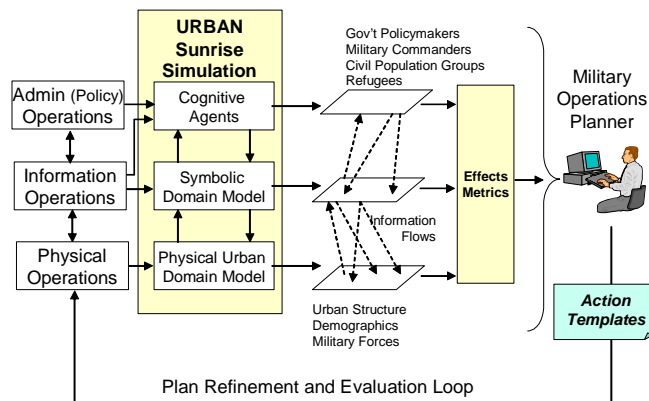 URBAN
Sunrise
Simulation
Gov't Policymakers
Military Commanders
Civil Population Groups
Refugees
Military
Operations
Planner
Admin (Policy)
Operations
Cognitive
Agents
Information
Operations
Symbolic
Domain Model
Effects
Metrics
Information
Flows
Physical
Operations
Physical Urban
Domain Model
Urban Structure
Demographics
Military Forces
Action
Templates
Plan Refinement and Evaluation Loop